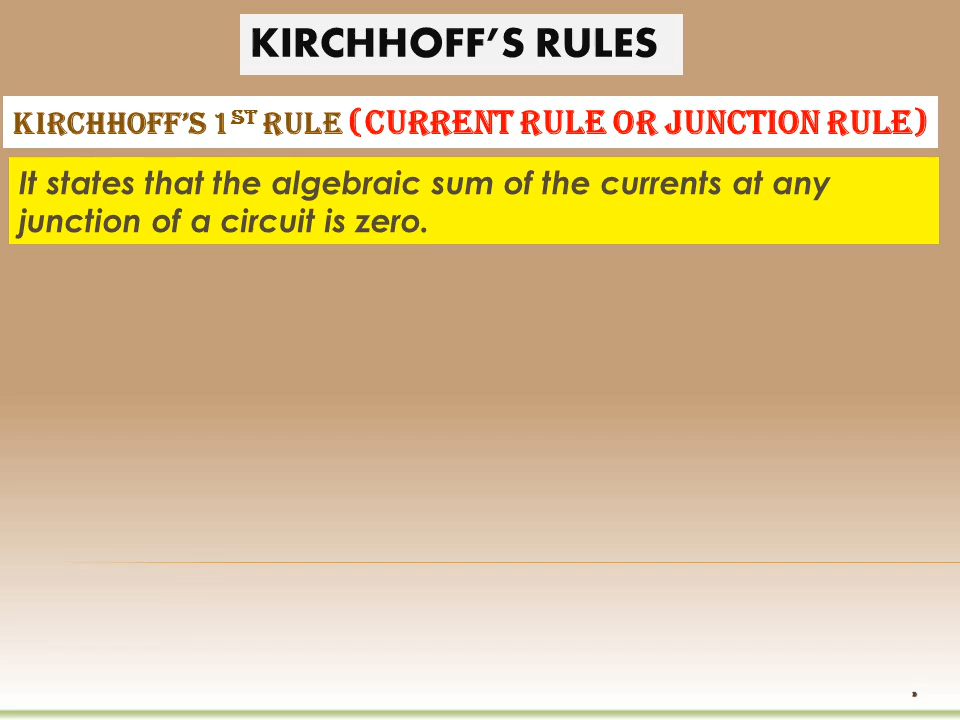 KIRCHHOFF’S RULES
KIRCHHOFF’S 1ST RULE (CURRENT RULE OR JUNCTION RULE)
It states that the algebraic sum of the currents at any
junction of a circuit is zero.